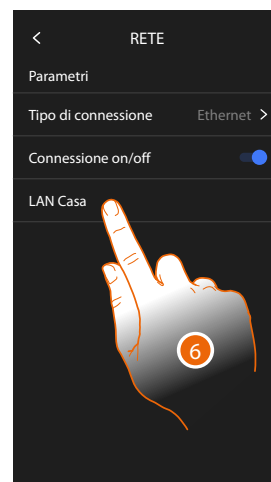 RETE
Parametri
Tipo di connessione Ethernet
Connessione on/off
LAN Casa
6